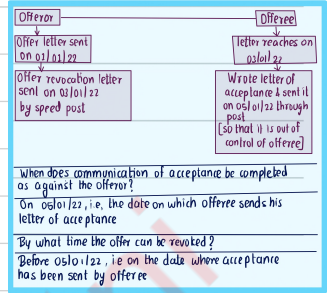 Offeror
Offeree
Offer letter sent
on 01/01/22
letter reaches on
03/01/22
Offer revocation letter
sent on 03/01/22
by speed post
Wrote letter of
acceptance & sent it
on 05/01/22 through
post
[so that it is out of
control of offeree]
When does communication of acceptance be completed
as against the offeror?
On 05/01/22, i.e, the date on which offeree sends his
letter of acceptance
By what time the offer can be revoked?
Before 05/01/22, ie on the date where acceptance
has been sent by offeree